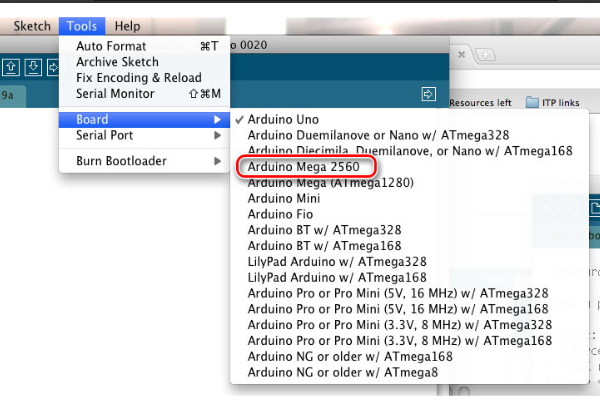 Sketch Tools Help
0020
Auto Format ⌘T
Archive Sketch
Fix Encoding & Reload
Serial Monitor ⇧⌘M
Board
Serial Port
Burn Bootloader
9a
Resources left ITP links
✓ Arduino Uno
Arduino Duemilanove or Nano w/ ATmega328
Arduino Diecimila, Duemilanove, or Nano w/ ATmega168
Arduino Mega 2560
Arduino Mega (ATmega1280)
Arduino Mini
Arduino Fio
Arduino BT w/ ATmega328
Arduino BT w/ ATmega168
LilyPad Arduino w/ ATmega328
LilyPad Arduino w/ ATmega168
Arduino Pro or Pro Mini (5V, 16 MHz) w/ ATmega328
Arduino Pro or Pro Mini (5V, 16 MHz) w/ ATmega168
Arduino Pro or Pro Mini (3.3V, 8 MHz) w/ ATmega328
Arduino Pro or Pro Mini (3.3V, 8 MHz) w/ ATmega168
Arduino NG or older w/ ATmega168
Arduino NG or older w/ ATmega8